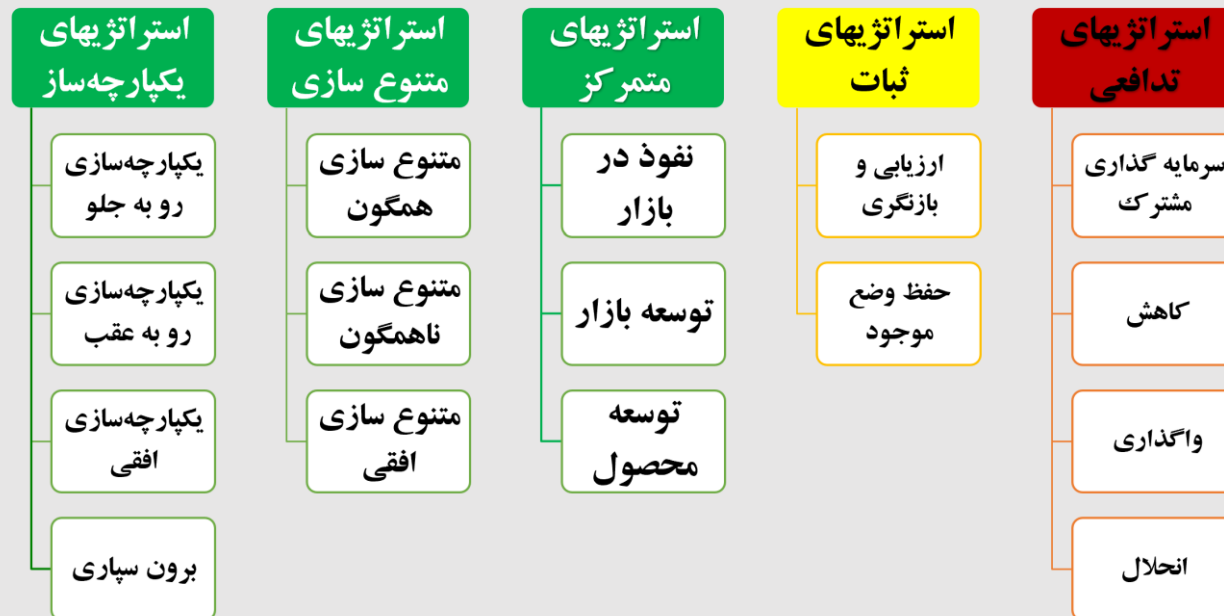 استراتژیهای
تدافعی
سرمایه گذاری
مشترک
کاهش
واگذاری
انحلال
استراتژیهای
ثبات
ارزیابی و
بازنگری
حفظ وضع
موجود
استراتژیهای
متمرکز
نفوذ در
بازار
توسعه بازار
توسعه
محصول
استراتژیهای
متنوع سازی
متنوع سازی
همگون
متنوع سازی
ناهمگون
متنوع سازی
افقی
استراتژیهای
یکپارچه‌ساز
یکپارچه‌سازی
رو به جلو
یکپارچه‌سازی
رو به عقب
یکپارچه‌سازی
افقی
برون سپاری